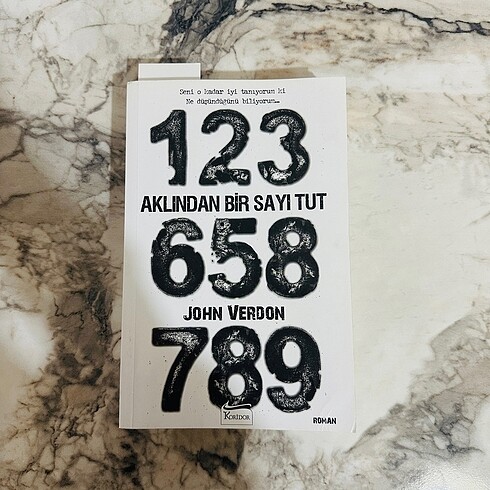 Seni o kadar iyi tanıyorum ki
Ne düşündüğünü biliyorum...
123
AKLINDAN BİR SAYI TUT
658
JOHN VERDON
789
KORİDOR
ROMAN